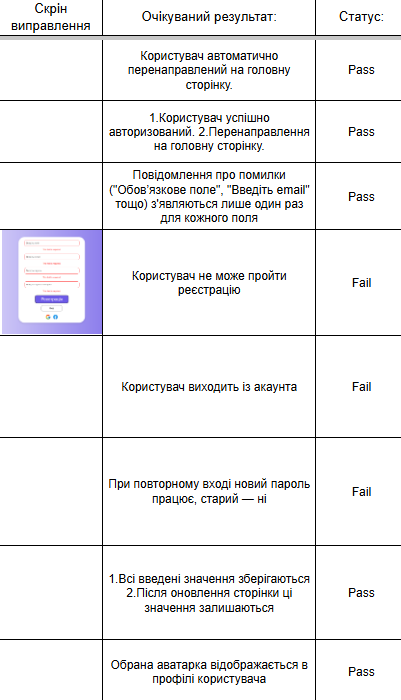 Скрін
виправлення
Очікуваний результат:
Статус:
Користувач автоматично
перенаправлений на головну
сторінку.
Pass
1.Користувач успішно
авторизований. 2.Перенаправлення
на головну сторінку.
Pass
Повідомлення про помилки
("Обов'язкове поле", "Введіть email"
тощо) з'являються лише один раз
для кожного поля
Pass
Користувач не може пройти
реєстрацію
Fail
Користувач виходить із акаунта
Fail
При повторному вході новий пароль
працює, старий — ні
Fail
1.Всі введені значення зберігаються
2.Після оновлення сторінки ці
значення залишаються
Pass
Обрана аватарка відображається в
профілі користувача
Pass